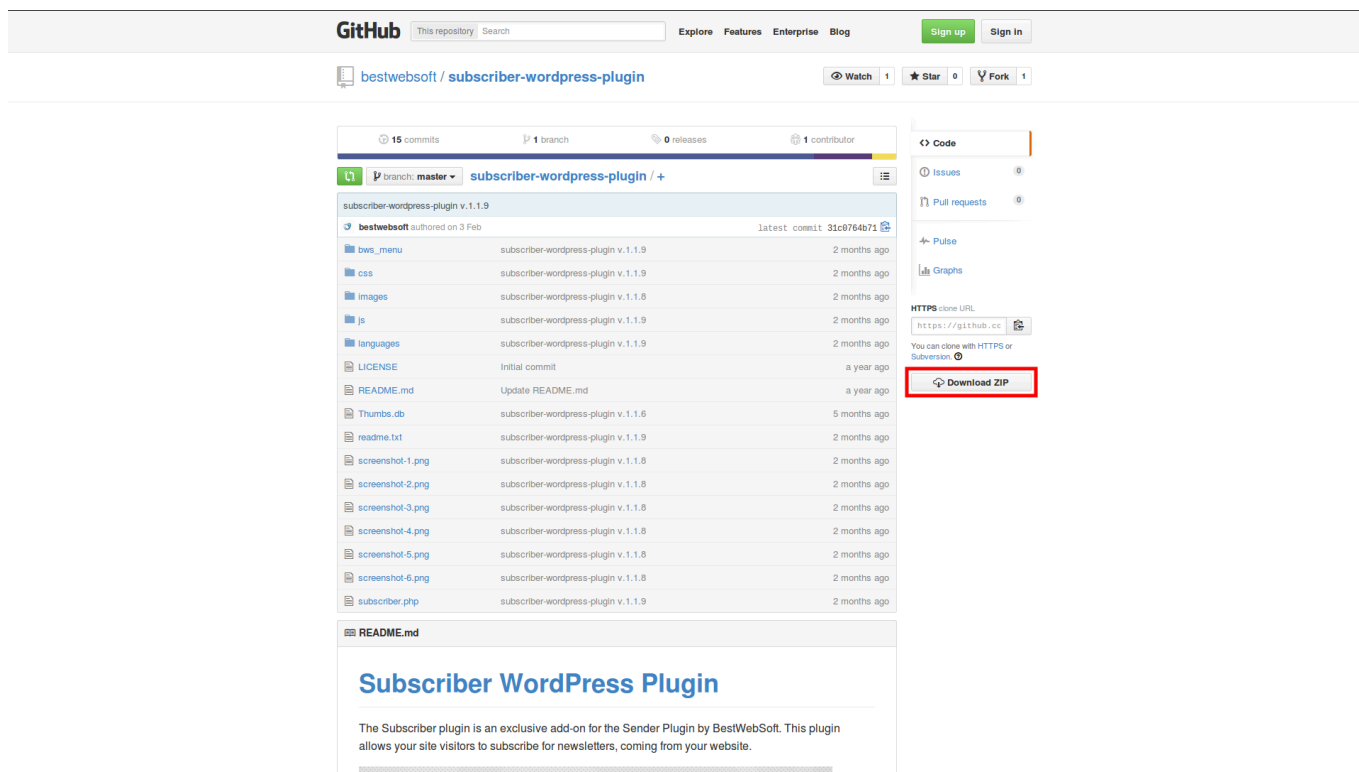 GitHub This repository Search Explore Features Enterprise Blog Sign up Sign in
bestwebsoft / subscriber-wordpress-plugin Watch 1 Star 0 Fork 1
15 commits 1 branch 0 releases 1 contributor
branch: master subscriber-wordpress-plugin / +
subscriber-wordpress-plugin v.1.1.9
bestwebsoft authored on 3 Feb latest commit 31c0764b71
bws_menu subscriber-wordpress-plugin v.1.1.9 2 months ago
css subscriber-wordpress-plugin v.1.1.9 2 months ago
images subscriber-wordpress-plugin v.1.1.8 2 months ago
js subscriber-wordpress-plugin v.1.1.9 2 months ago
languages subscriber-wordpress-plugin v.1.1.9 2 months ago
LICENSE Initial commit a year ago
README.md Update README.md a year ago
Thumbs.db subscriber-wordpress-plugin v.1.1.6 5 months ago
readme.txt subscriber-wordpress-plugin v.1.1.9 2 months ago
screenshot-1.png subscriber-wordpress-plugin v.1.1.8 2 months ago
screenshot-2.png subscriber-wordpress-plugin v.1.1.8 2 months ago
screenshot-3.png subscriber-wordpress-plugin v.1.1.8 2 months ago
screenshot-4.png subscriber-wordpress-plugin v.1.1.8 2 months ago
screenshot-5.png subscriber-wordpress-plugin v.1.1.8 2 months ago
screenshot-6.png subscriber-wordpress-plugin v.1.1.8 2 months ago
subscriber.php subscriber-wordpress-plugin v.1.1.9 2 months ago
README.md
Subscriber WordPress Plugin
The Subscriber plugin is an exclusive add-on for the Sender Plugin by BestWebSoft. This plugin
allows your site visitors to subscribe for newsletters, coming from your website.
Code
Issues 0
Pull requests 0
Pulse
Graphs
HTTPS clone URL
https://github.cc
You can clone with HTTPS or
Subversion.
Download ZIP